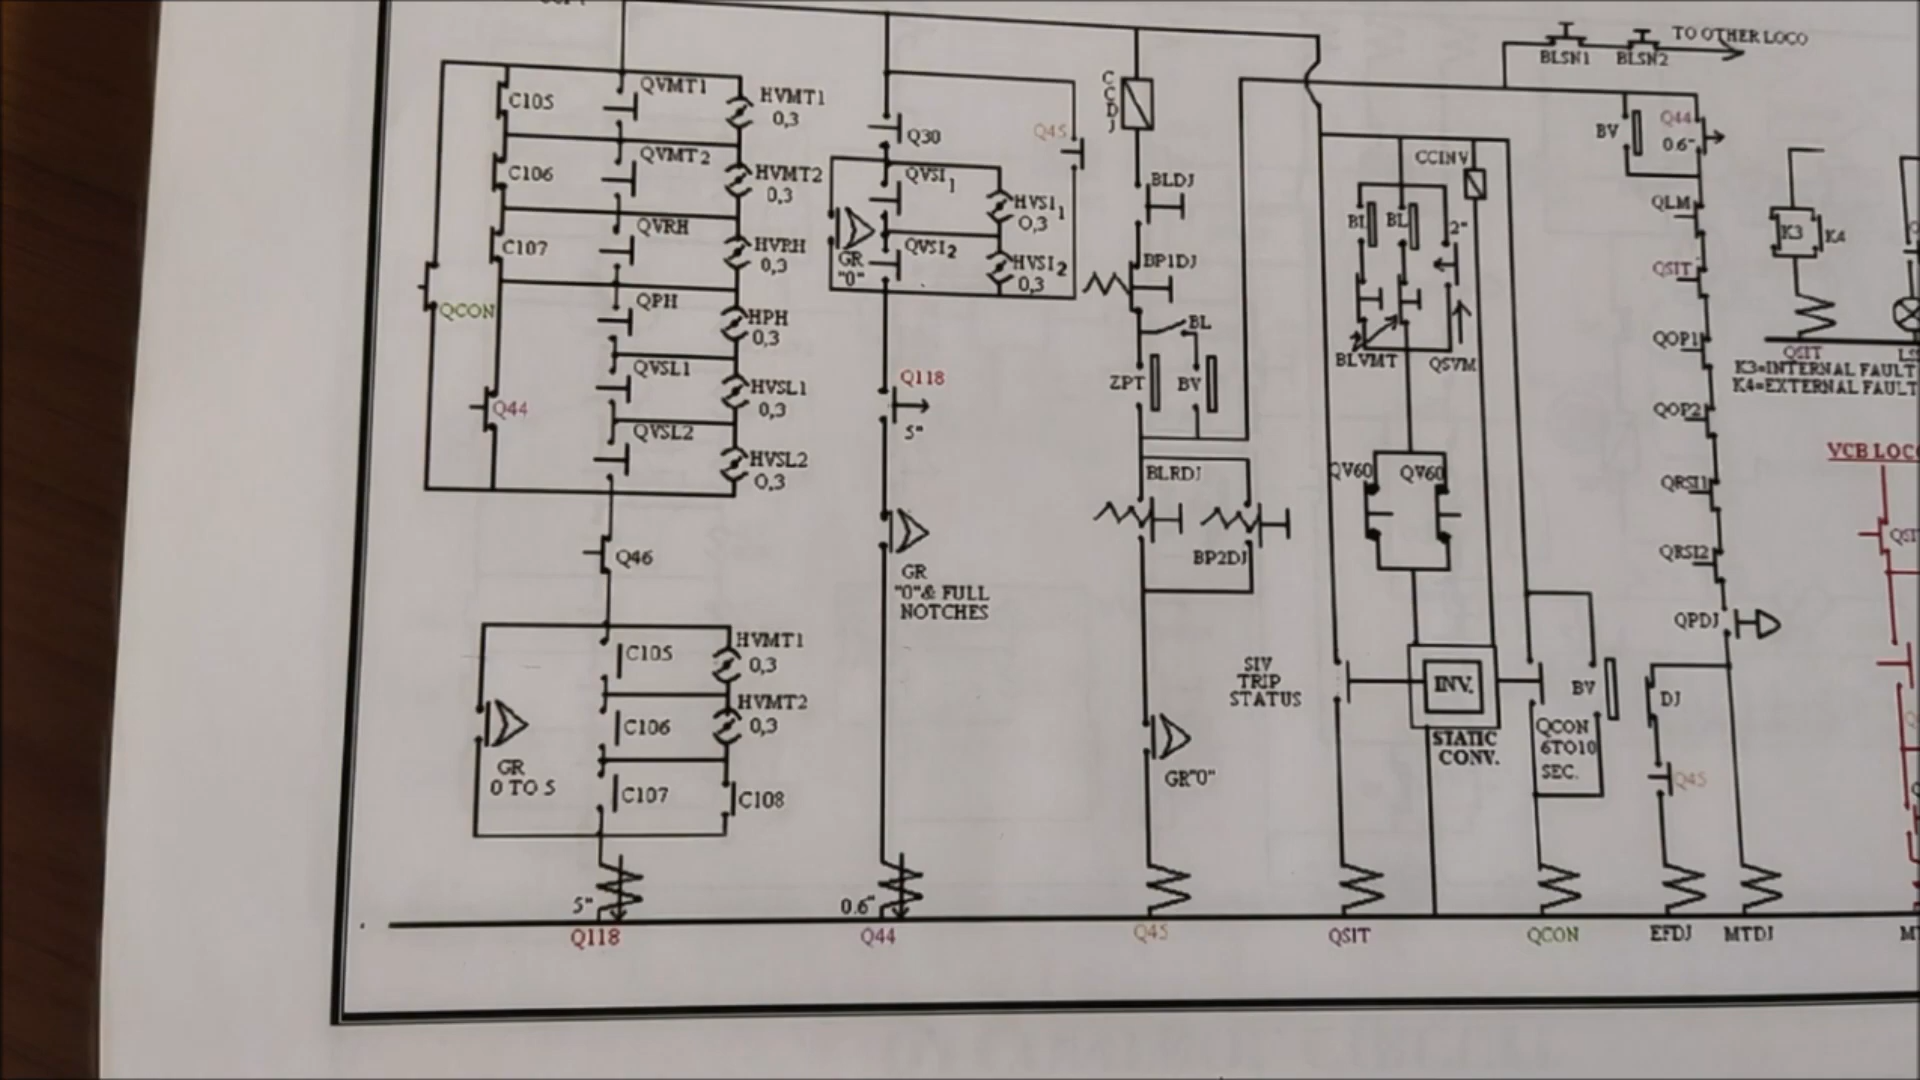 TO OTHER LOCO
BLSN1
BLSN2
C105
QVMT1
HVMT1
0,3
QVMT2
C106
HVMT2
0,3
QVRH
C107
HVRH
0,3
QCON
QPH
HPH
0,3
QVSL1
HVSL1
0,3
Q44
QVSL2
HVSL2
0,3
Q46
HVMT1
0,3
C105
HVMT2
0,3
C106
GR
0 TO 5
C107
C108
5"
Q118
Q30
Q45
QVSI1
HVSI1
0,3
GR
"0"
QVSI2
HVSI2
0,3
Q118
5"
GR
"0"& FULL
NOTCHES
0.6"
Q44
CCDJ
BLDJ
BP1DJ
BL
ZPT
BV
BLRDJ
BP2DJ
GR"0"
Q45
CCINV
BL
BL
2"
BLVMT
QSVM
QV60
QV60
SIV
TRIP
STATUS
INV.
STATIC
CONV.
QSIT
BV
QCON
6TO10
SEC.
QCON
BV
Q44
0.6"
QLM
QSIT
QOP1
QOP2
QRSI1
QRSI2
QPDJ
DJ
Q45
EFDJ
MTDJ
K3
K4
QSIT
K3=INTERNAL FAULT
K4=EXTERNAL FAULT
VCB LOCO